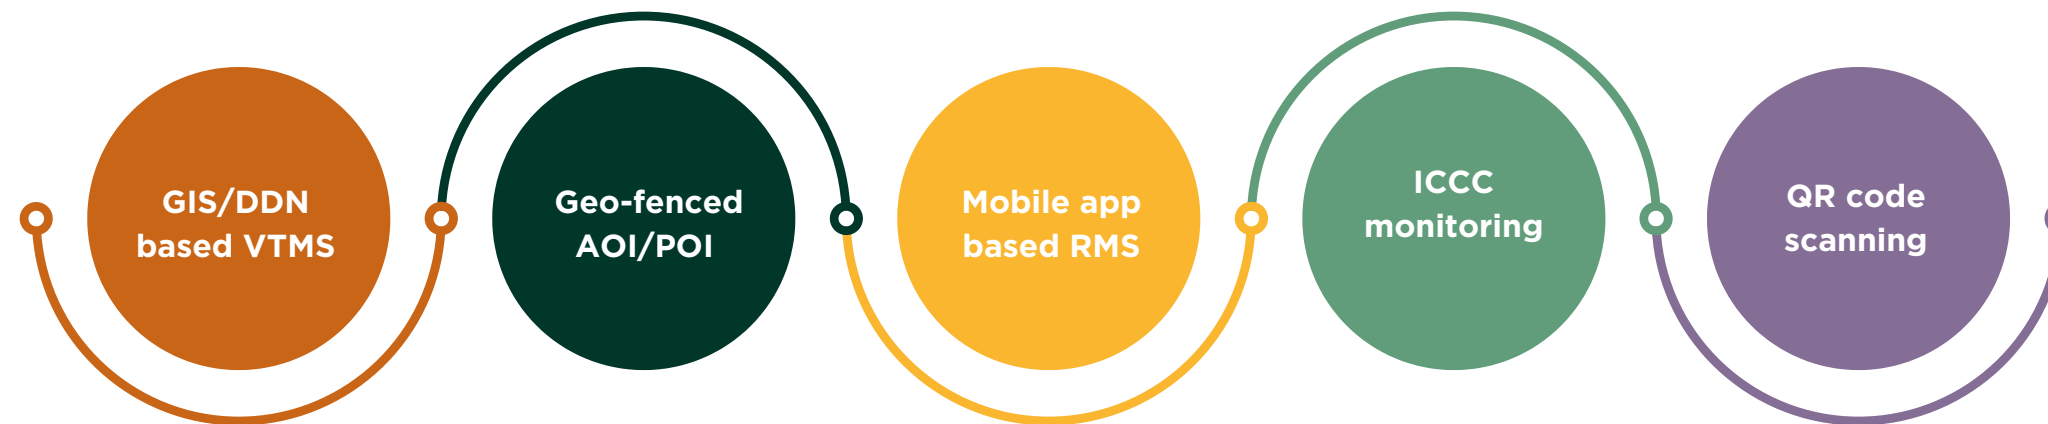 GIS/DDN
based VTMS
Geo-fenced
AOI/POI
Mobile app
based RMS
ICCC
monitoring
QR code
scanning